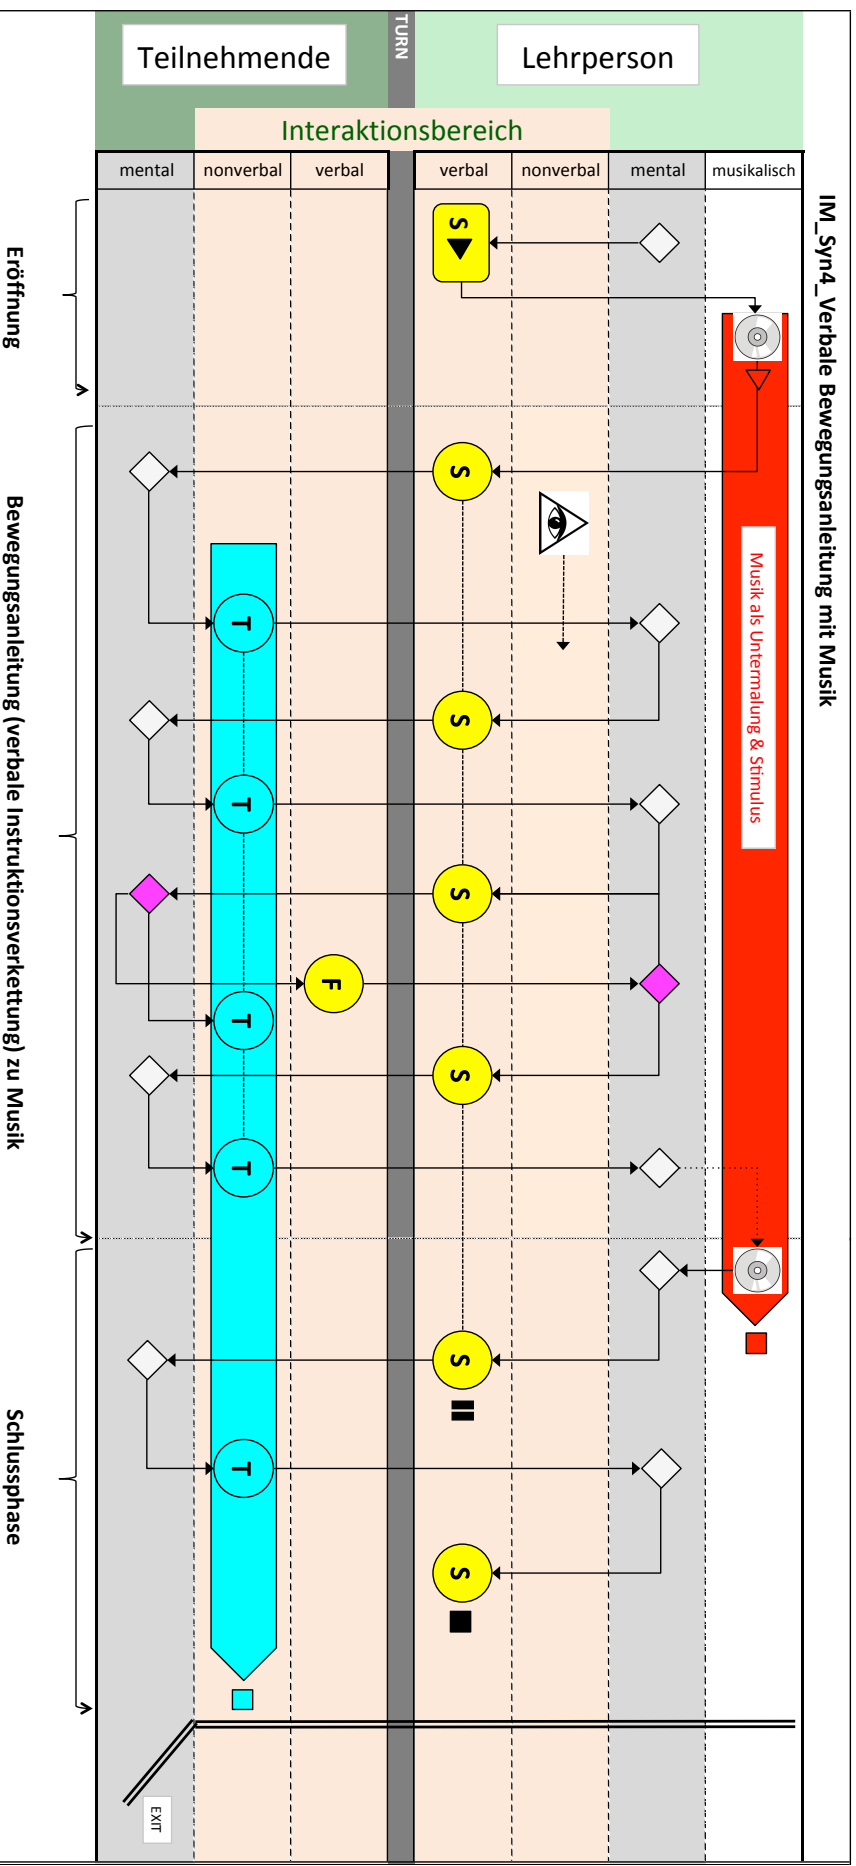 IM_Syn4_Verbale Bewegungsanleitung mit Musik
Teilnehmende
TURN
Lehrperson
Interaktionsbereich
mental
nonverbal
verbal
verbal
nonverbal
mental
musikalisch
S
Musik als Untermalung & Stimulus
S
T
S
T
S
F
T
S
T
S
T
S
EXIT
Eröffnung
Bewegungsanleitung (verbale Instruktionsverkettung) zu Musik
Schlussphase